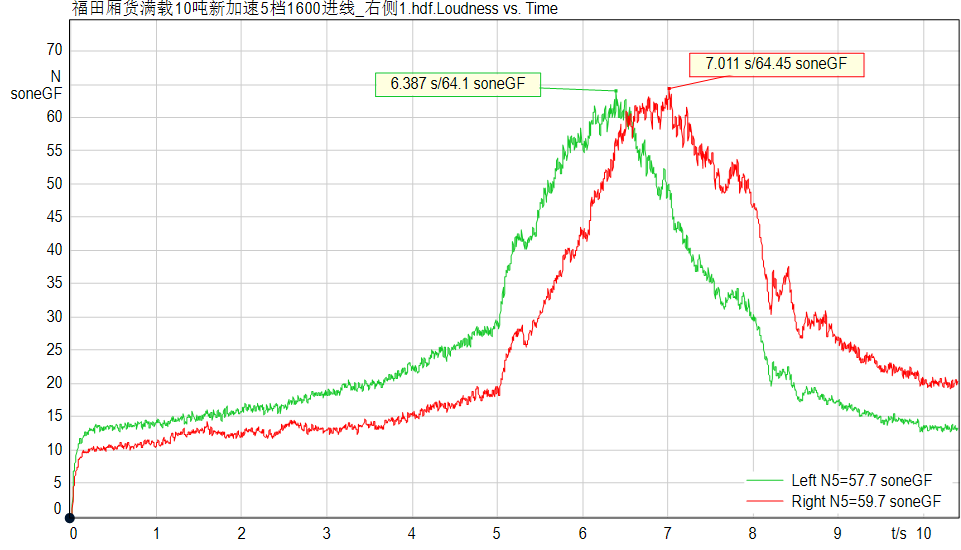 福田厢货满载10吨新加速5档1600进线_右侧1.hdf.Loudness vs. Time
70
N
soneGF
60
55
50
45
40
35
30
25
20
15
10
5
0
6.387 s/64.1 soneGF
7.011 s/64.45 soneGF
Left N5=57.7 soneGF
Right N5=59.7 soneGF
0 1 2 3 4 5 6 7 8 9 t/s 10